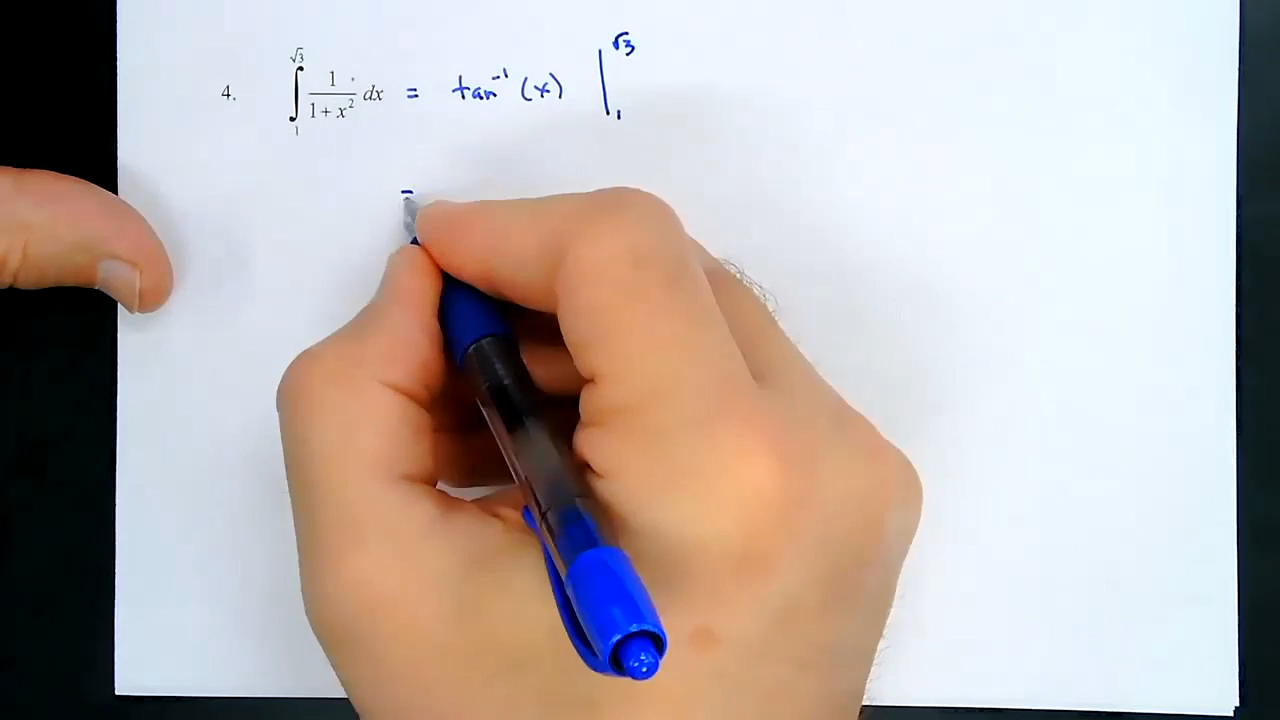 4. ∫₁^√3 1/(1+x²) dx = tan⁻¹(x) |₁^√3
=